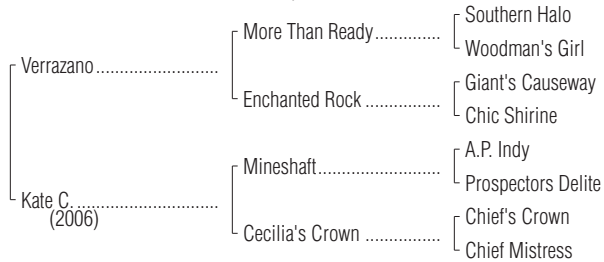 Southern Halo
More Than Ready..............
Woodman's Girl
Verrazano..........................
Giant's Causeway
Enchanted Rock ................
Chic Shirine
A.P. Indy
Mineshaft..........................
Prospectors Delite
Kate C. ..............................
(2006)
Chief's Crown
Cecilia's Crown ................
Chief Mistress